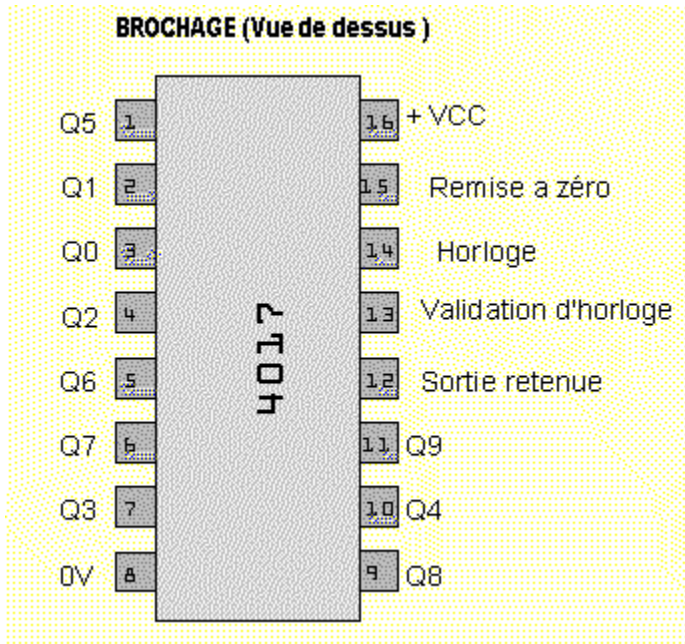 BROCHAGE (Vue de dessus )
Q5 1 16 + VCC
Q1 2 15 Remise a zéro
Q0 3 14 Horloge
Q2 4 13 Validation d'horloge
Q6 5 12 Sortie retenue
Q7 6 11 Q9
Q3 7 10 Q4
0V 8 9 Q8
4017